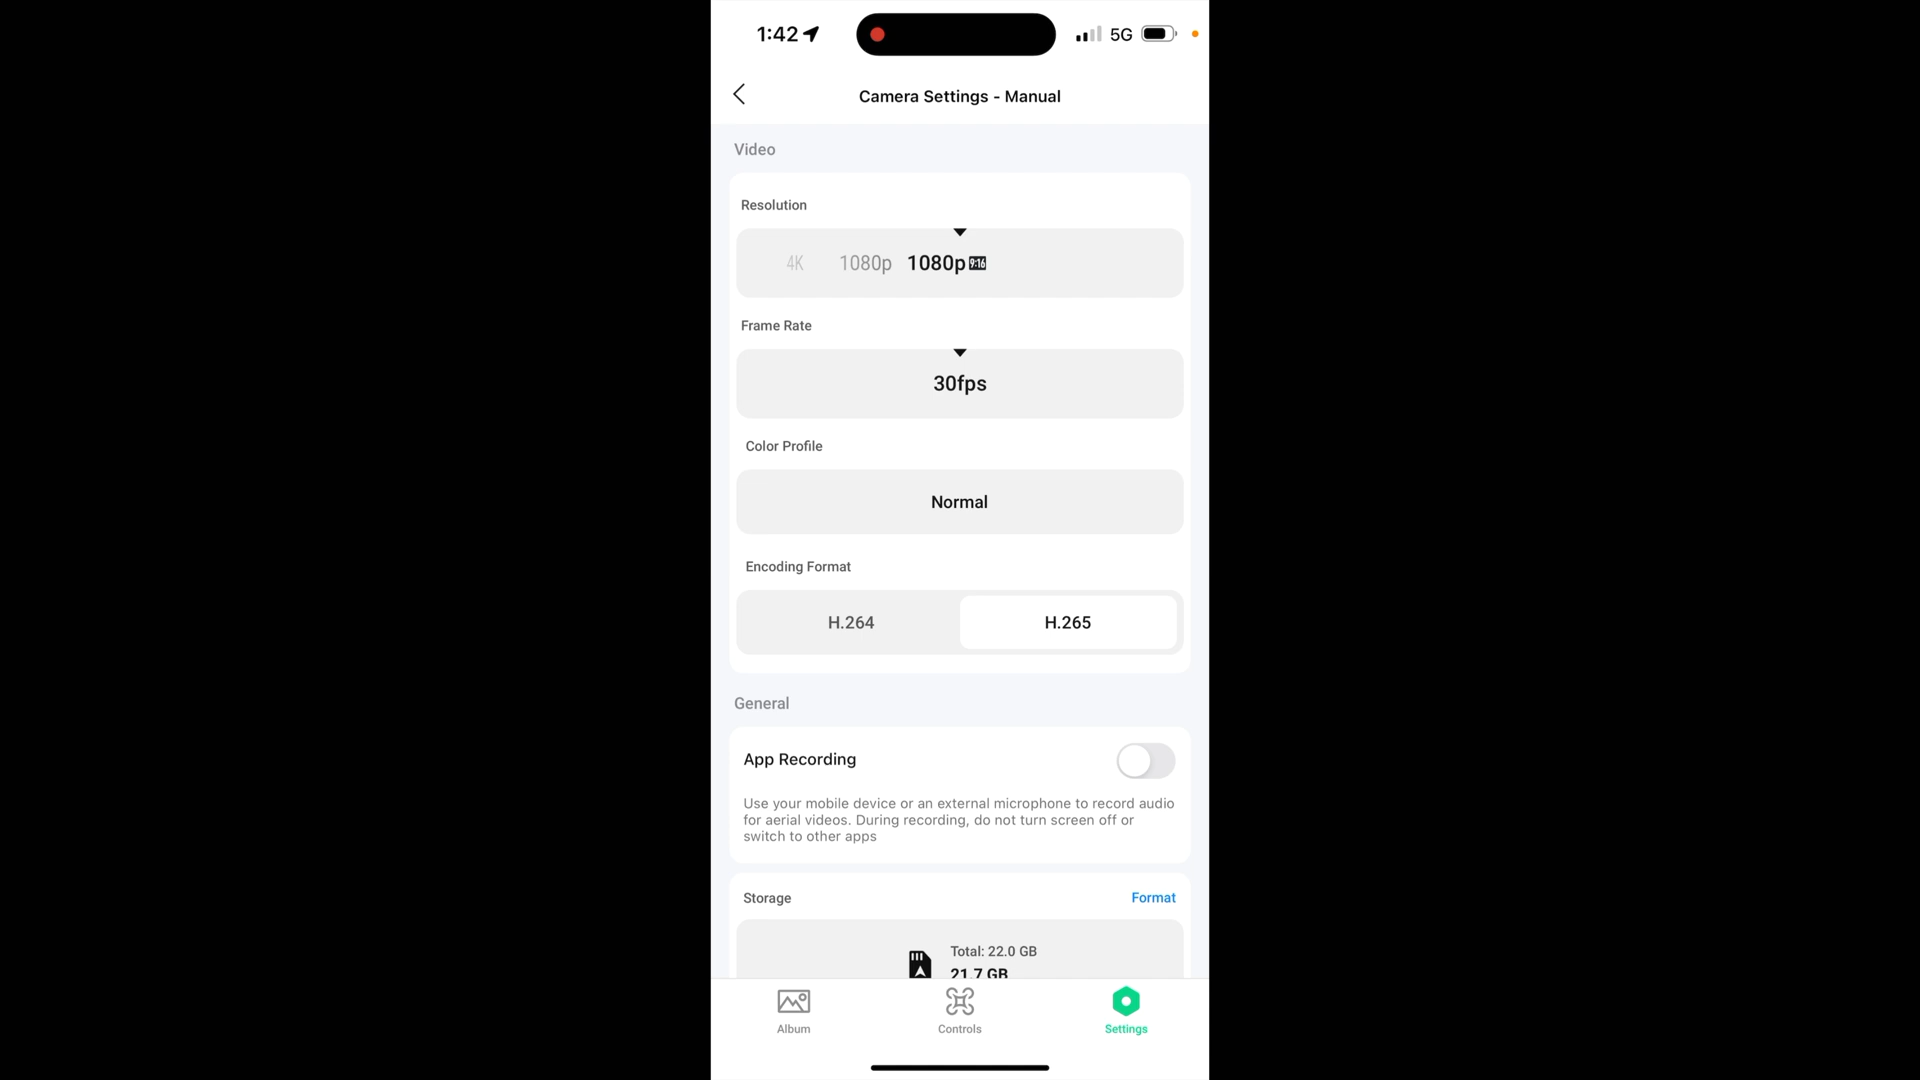 1:42
5G
Camera Settings - Manual
Video
Resolution
4K 1080p 1080p 9:16
Frame Rate
30fps
Color Profile
Normal
Encoding Format
H.264 H.265
General
App Recording
Use your mobile device or an external microphone to record audio
for aerial videos. During recording, do not turn screen off or
switch to other apps
Storage Format
Total: 22.0 GB
21.7 GB
Album Controls Settings